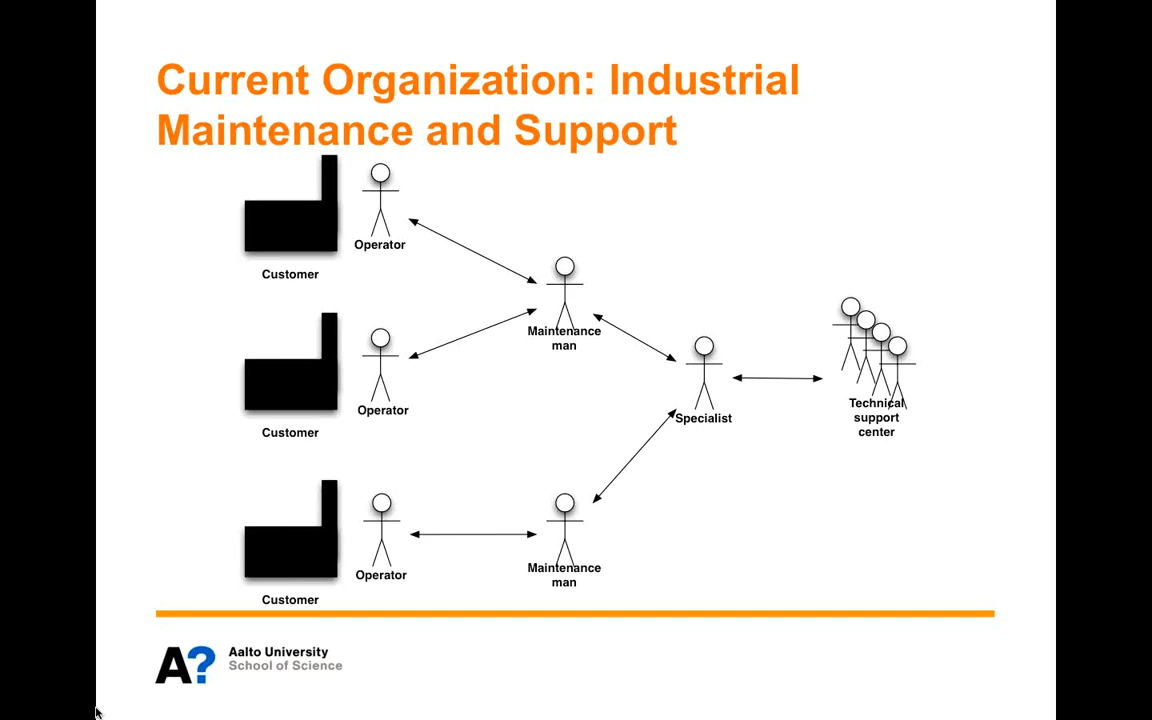 Current Organization: Industrial
Maintenance and Support
Operator
Customer
Maintenance
man
Operator
Customer
Specialist
Technical
support
center
Operator
Maintenance
man
Customer
A?
Aalto University
School of Science